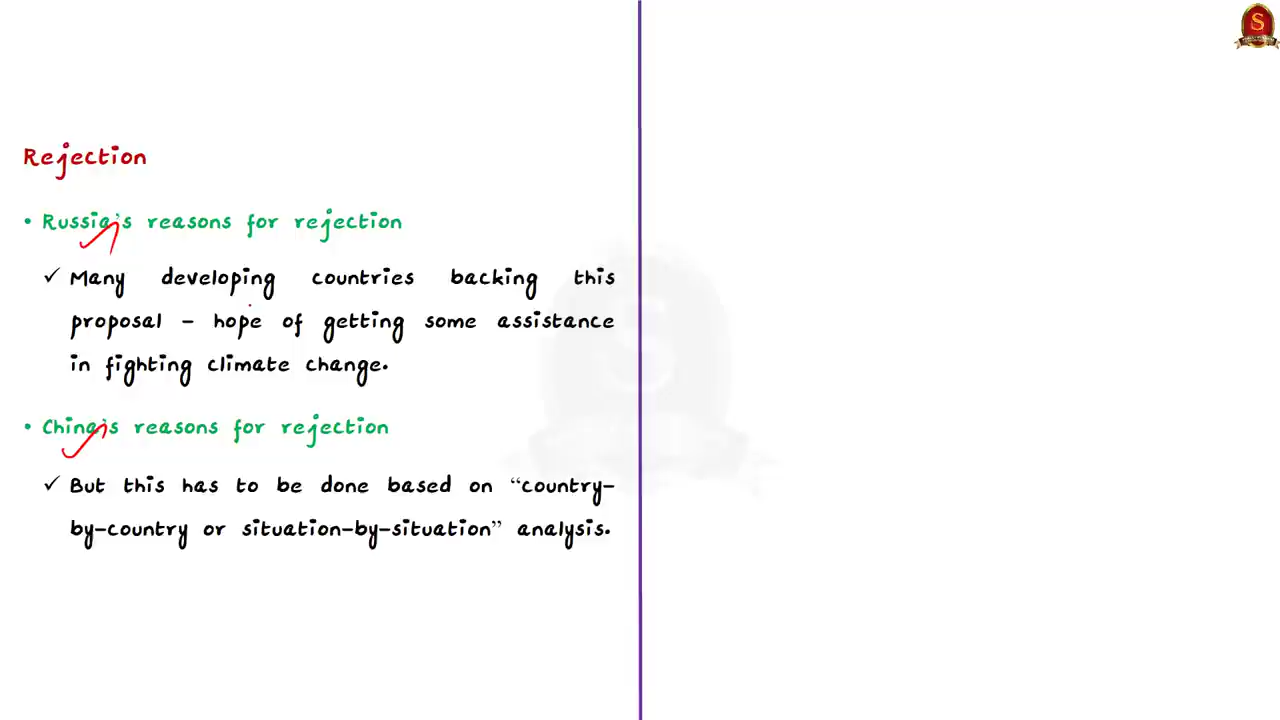 Rejection
• Russia's reasons for rejection
✓ Many developing countries backing this
proposal – hope of getting some assistance
in fighting climate change.
• China's reasons for rejection
✓ But this has to be done based on “country-
by-country or situation-by-situation” analysis.
S